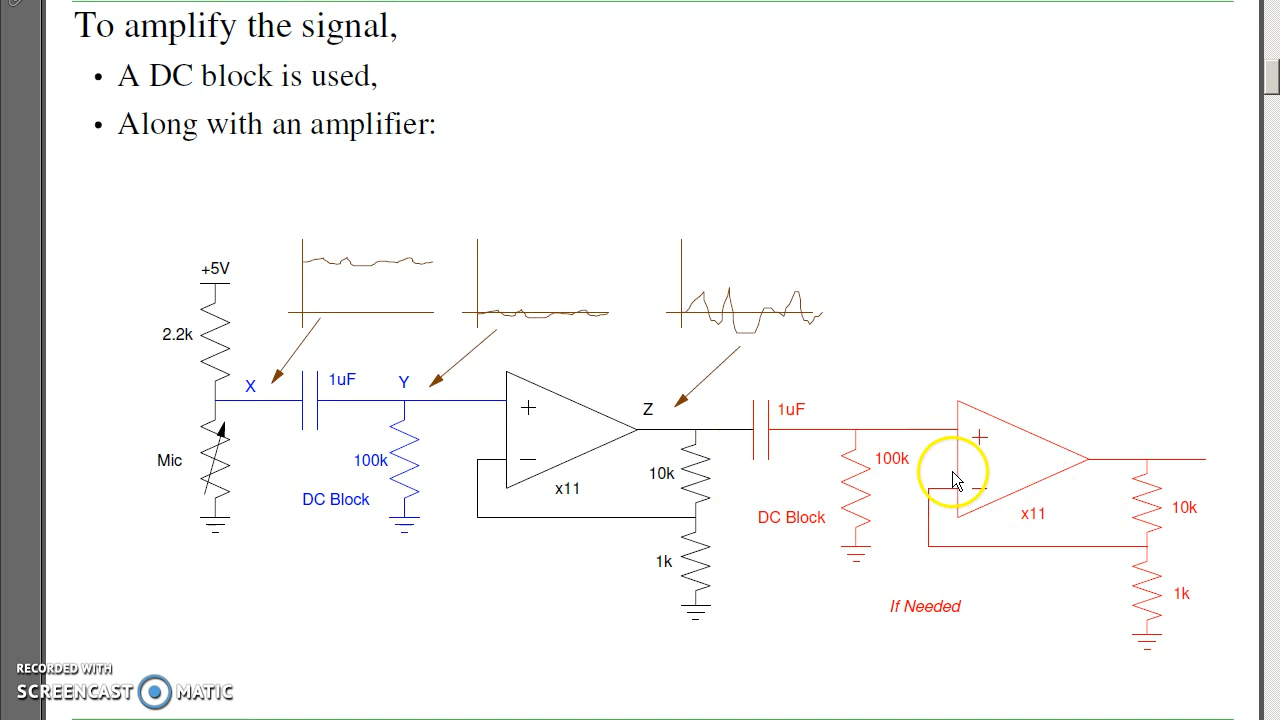 To amplify the signal,
• A DC block is used,
• Along with an amplifier:
+5V
2.2k
X
1uF
Y
+
Z
1uF
Mic
100k
DC Block
−
x11
10k
1k
DC Block
100k
+
−
x11
10k
1k
If Needed
RECORDED WITH
SCREENCAST MATIC